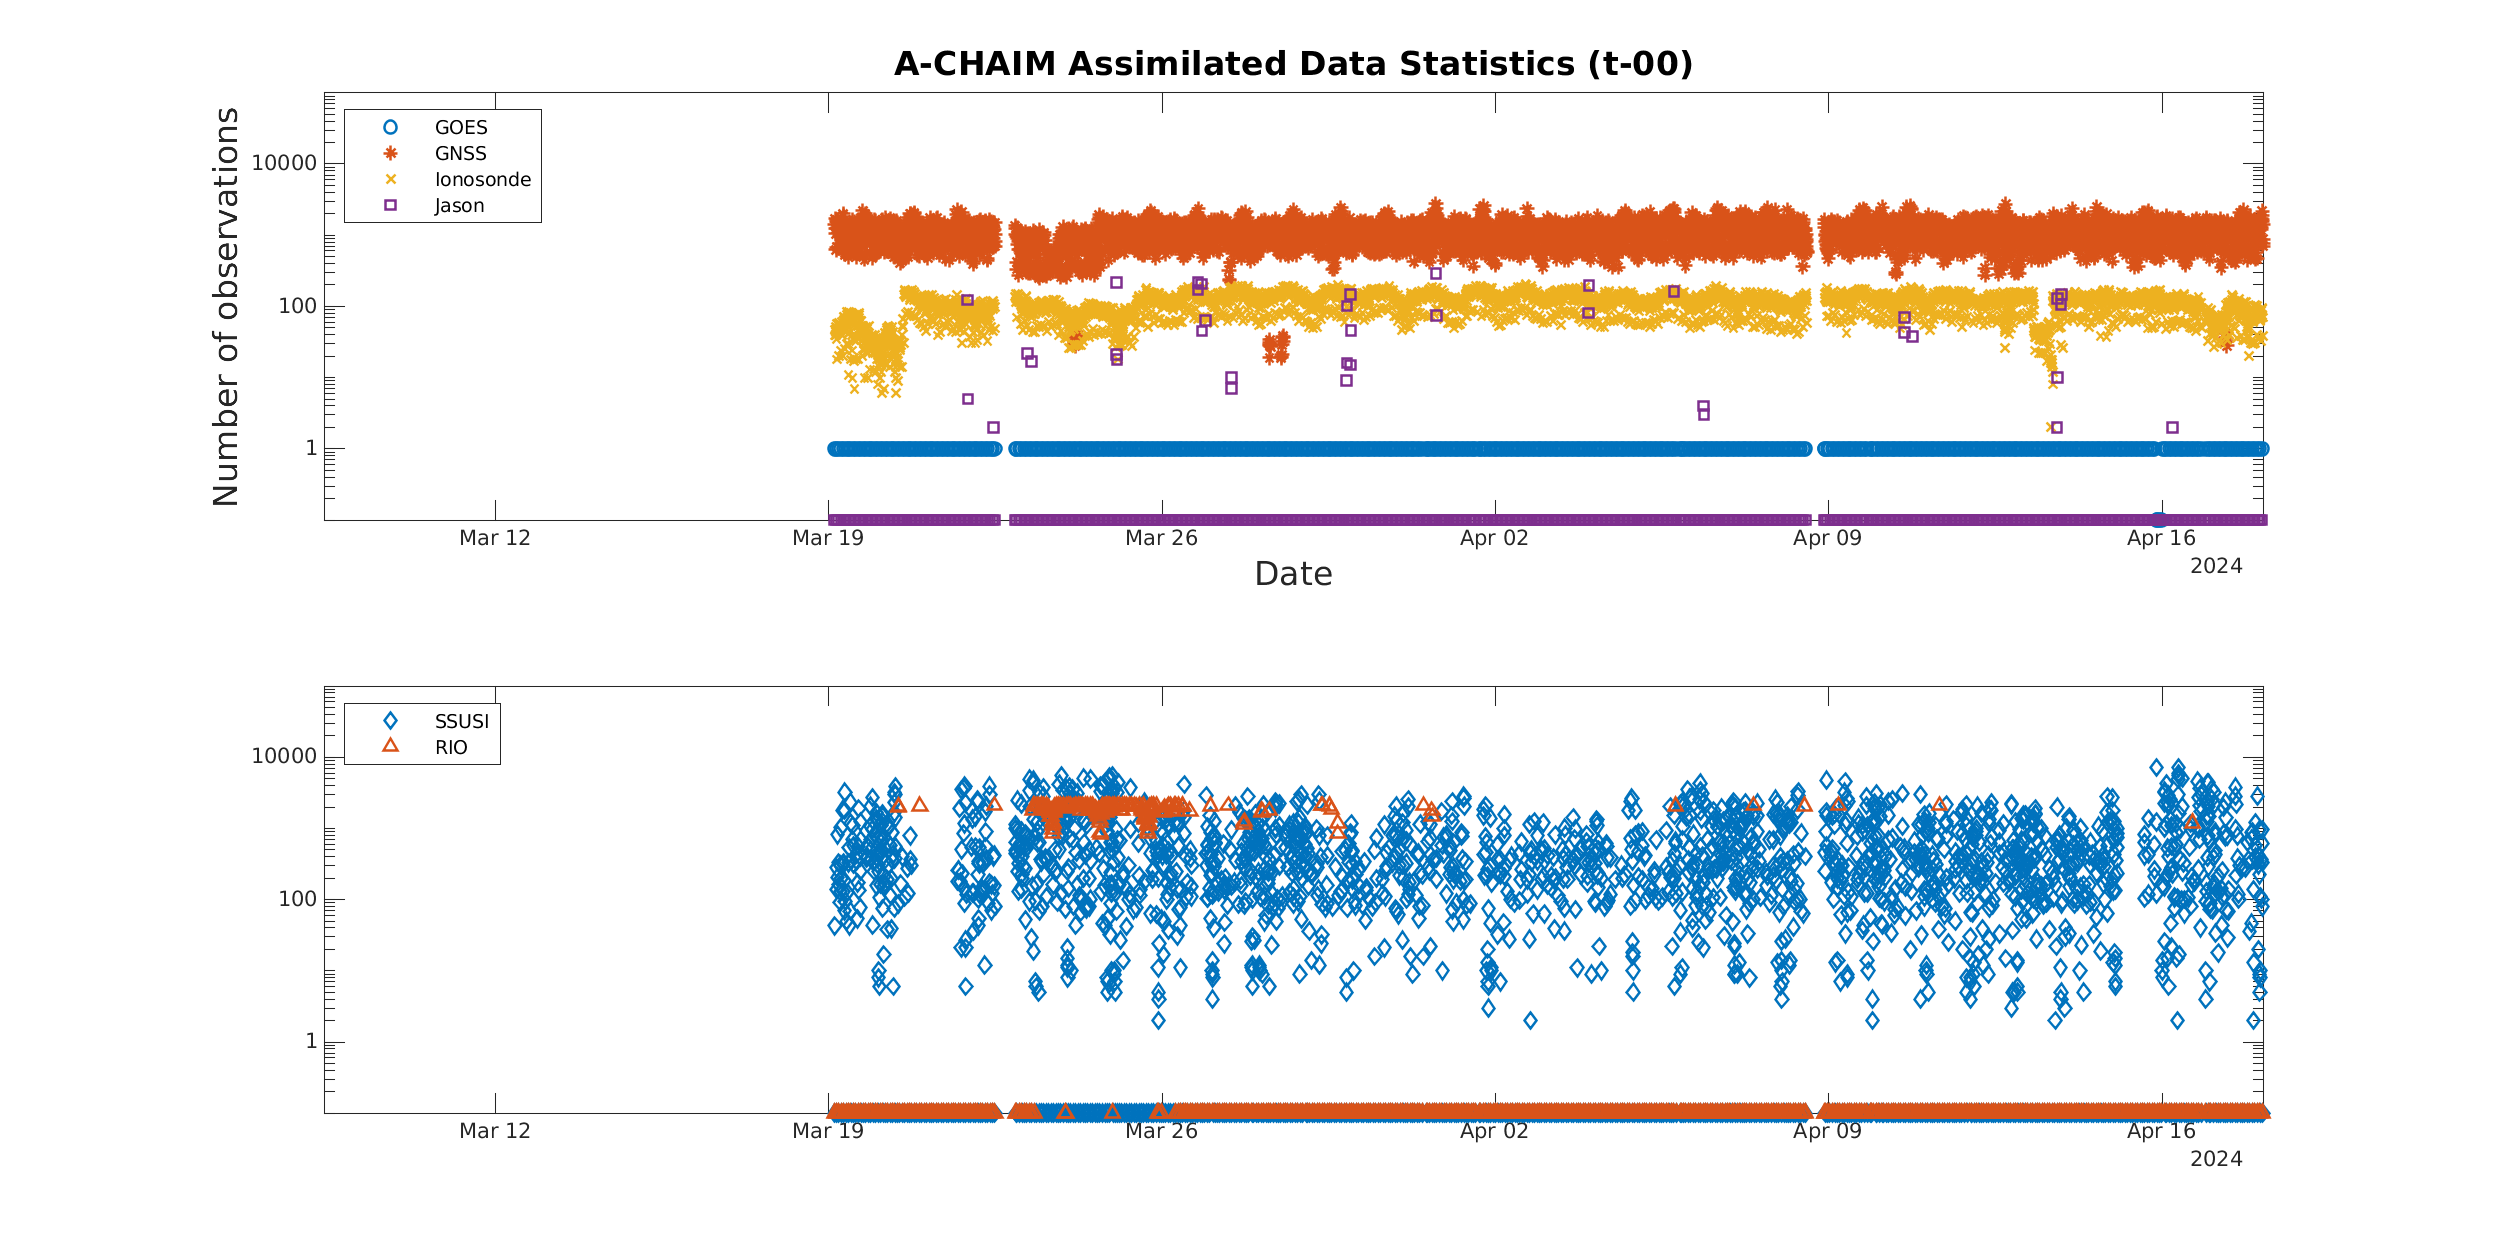 A-CHAIM Assimilated Data Statistics (t-00)
Number of observations
10000
100
1
GOES
GNSS
Ionosonde
Jason
Mar 12
Mar 19
Mar 26
Apr 02
Apr 09
Apr 16
2024
Date
10000
100
1
SSUSI
RIO
Mar 12
Mar 19
Mar 26
Apr 02
Apr 09
Apr 16
2024